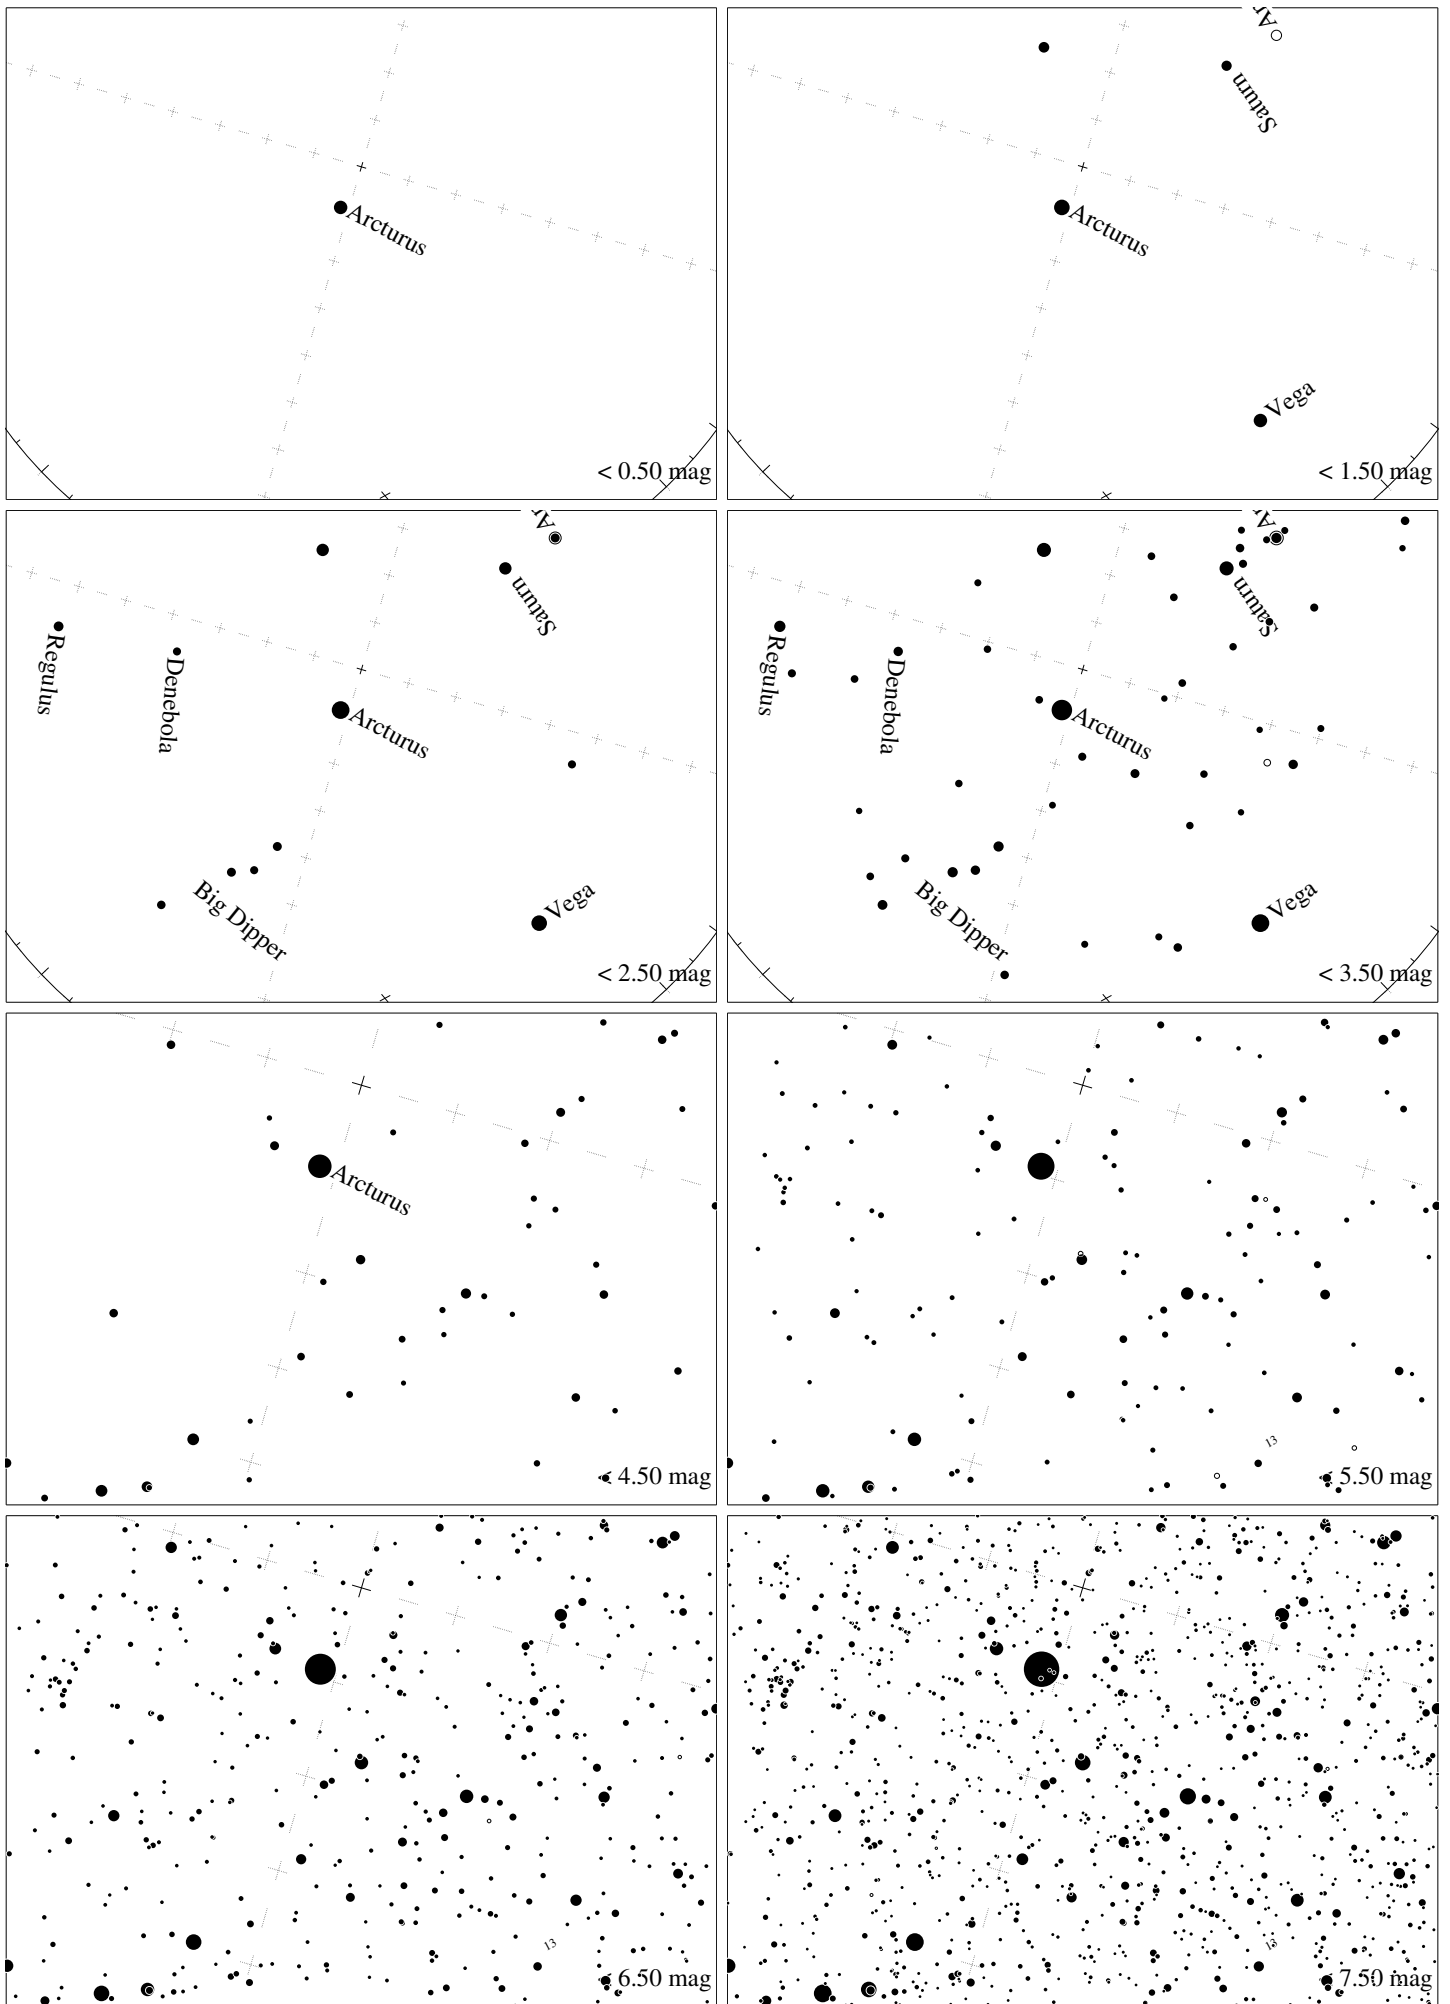 Arcturus
< 0.50 mag
Saturn
Arcturus
Vega
< 1.50 mag
Saturn
Regulus
Denebola
Arcturus
Big Dipper
Vega
< 2.50 mag
Saturn
Regulus
Denebola
Arcturus
Big Dipper
Vega
< 3.50 mag
Arcturus
< 4.50 mag
13
< 5.50 mag
13
< 6.50 mag
13
< 7.50 mag